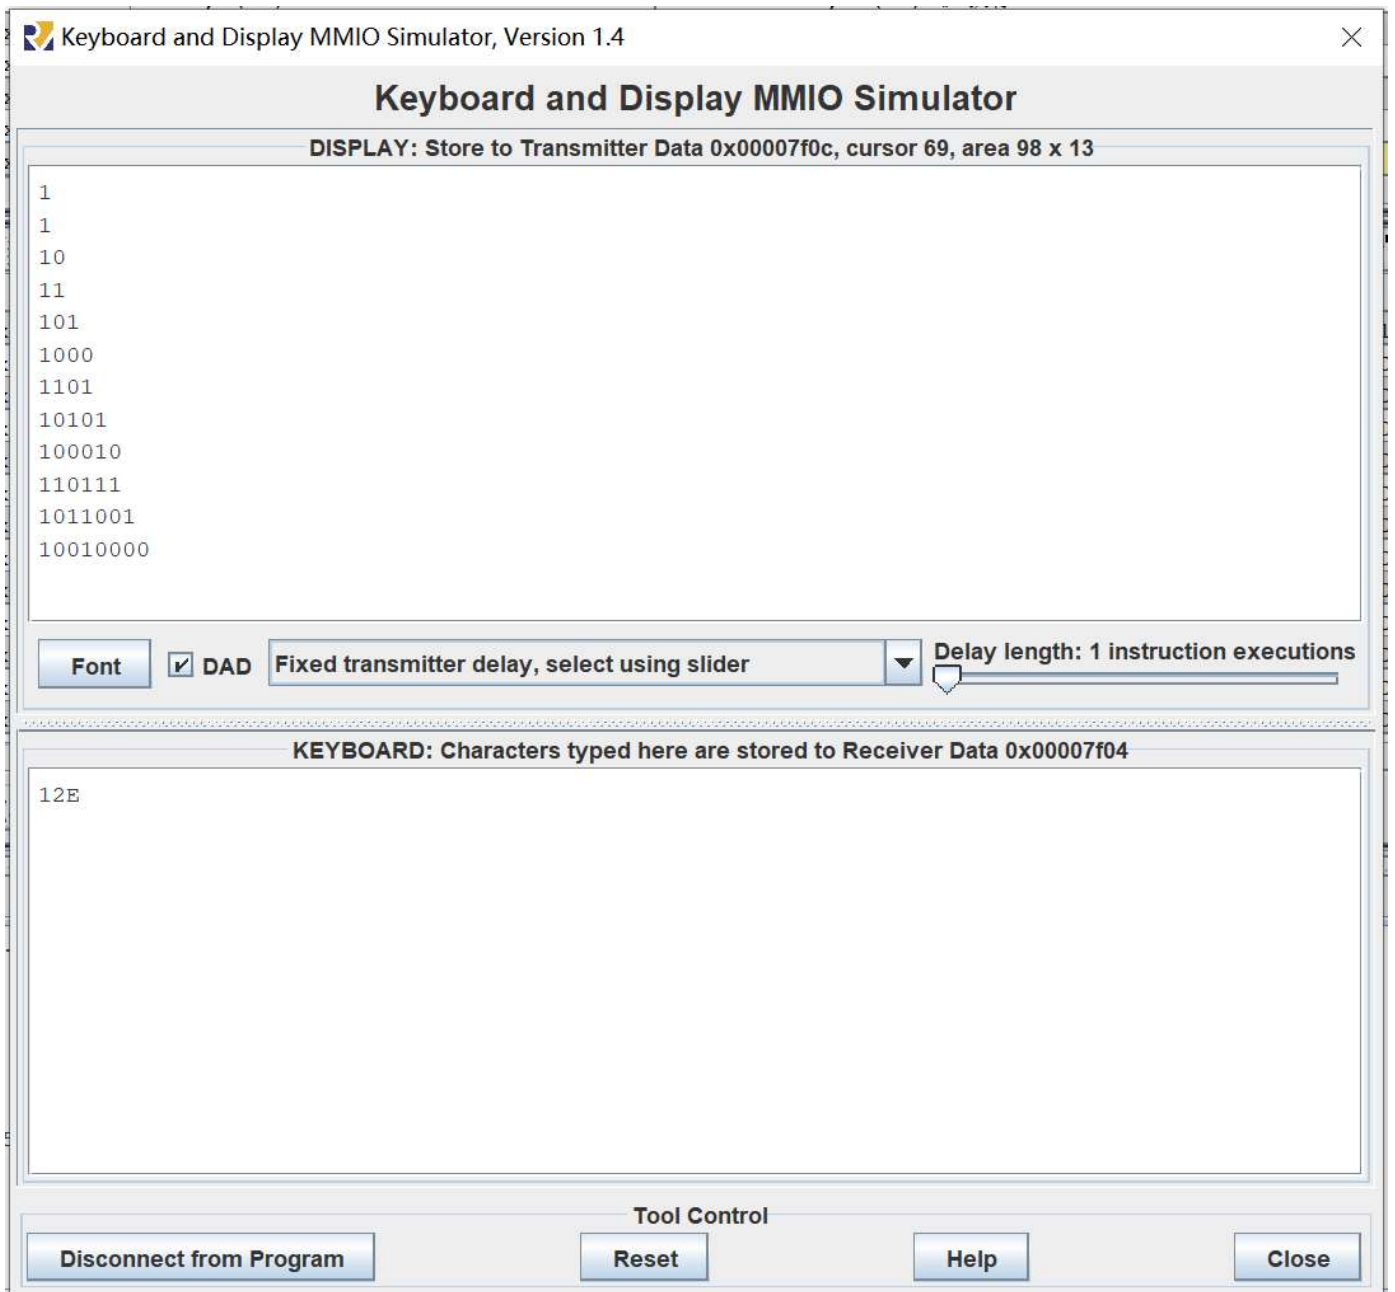 Keyboard and Display MMIO Simulator, Version 1.4
Keyboard and Display MMIO Simulator
DISPLAY: Store to Transmitter Data 0x00007f0c, cursor 69, area 98 x 13
1
1
10
11
101
1000
1101
10101
100010
110111
1011001
10010000
Font
DAD
Fixed transmitter delay, select using slider
Delay length: 1 instruction executions
KEYBOARD: Characters typed here are stored to Receiver Data 0x00007f04
12E
Tool Control
Disconnect from Program
Reset
Help
Close